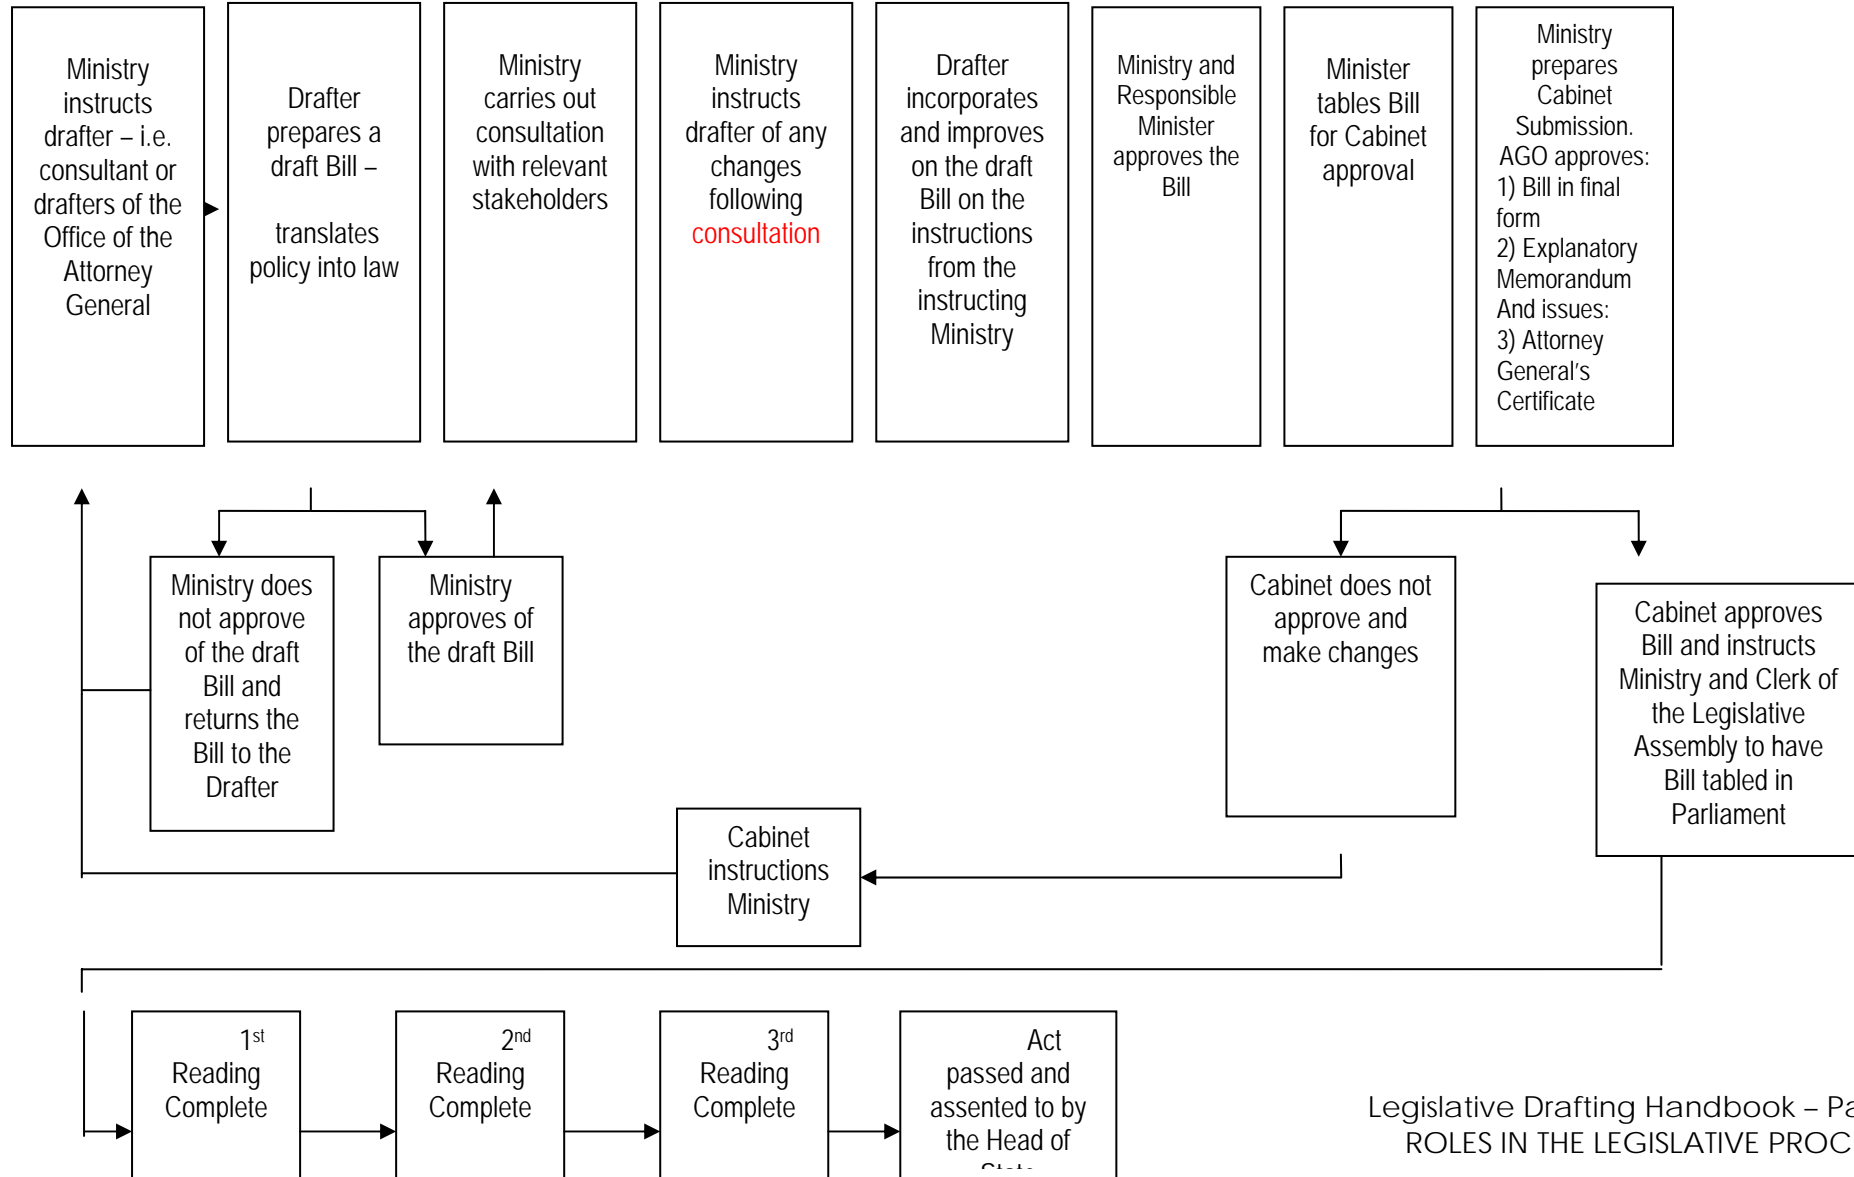 Ministry
instructs
drafter – i.e.
consultant or
drafters of the
Office of the
Attorney
General
Drafter
prepares a
draft Bill –
translates
policy into law
Ministry
carries out
consultation
with relevant
stakeholders
Ministry
instructs
drafter of any
changes
following
consultation
Drafter
incorporates
and improves
on the draft
Bill on the
instructions
from the
instructing
Ministry
Ministry and
Responsible
Minister
approves the
Bill
Minister
tables Bill
for Cabinet
approval
Ministry
prepares
Cabinet
Submission.
AGO approves:
1) Bill in final
form
2) Explanatory
Memorandum
And issues:
3) Attorney
General's
Certificate
Ministry does
not approve
of the draft
Bill and
returns the
Bill to the
Drafter
Ministry
approves of
the draft Bill
Cabinet does not
approve and
make changes
Cabinet approves
Bill and instructs
Ministry and Clerk of
the Legislative
Assembly to have
Bill tabled in
Parliament
Cabinet
instructions
Ministry
1st
Reading
Complete
2nd
Reading
Complete
3rd
Reading
Complete
Act
passed and
assented to by
the Head of
Legislative Drafting Handbook –
ROLES IN THE LEGISLATIVE